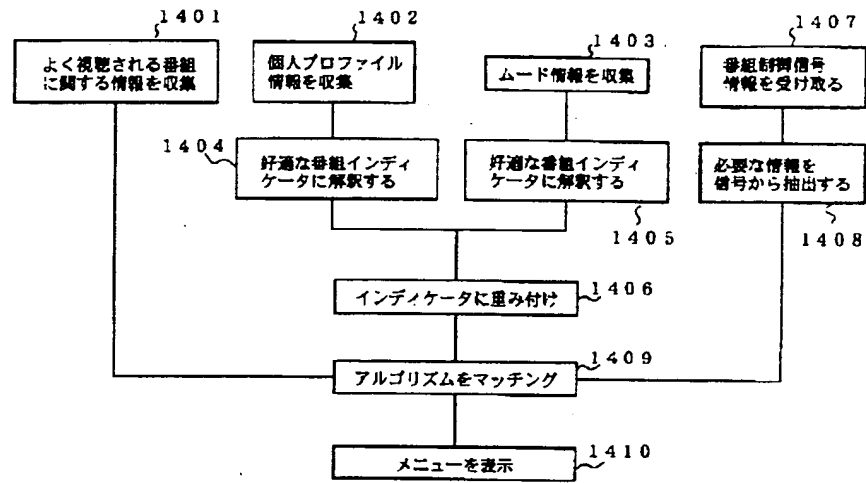 1401
1402
1403
1407
よく視聴される番組
に関する情報を収集
個人プロファイル
情報を収集
ムード情報を収集
番組制御信号
情報を受け取る
1404
好適な番組インディ
ケータに解釈する
好適な番組インディ
ケータに解釈する
必要な情報を
信号から抽出する
1405
1408
インディケータに重み付け
1406
アルゴリズムをマッチング
1409
メニューを表示
1410